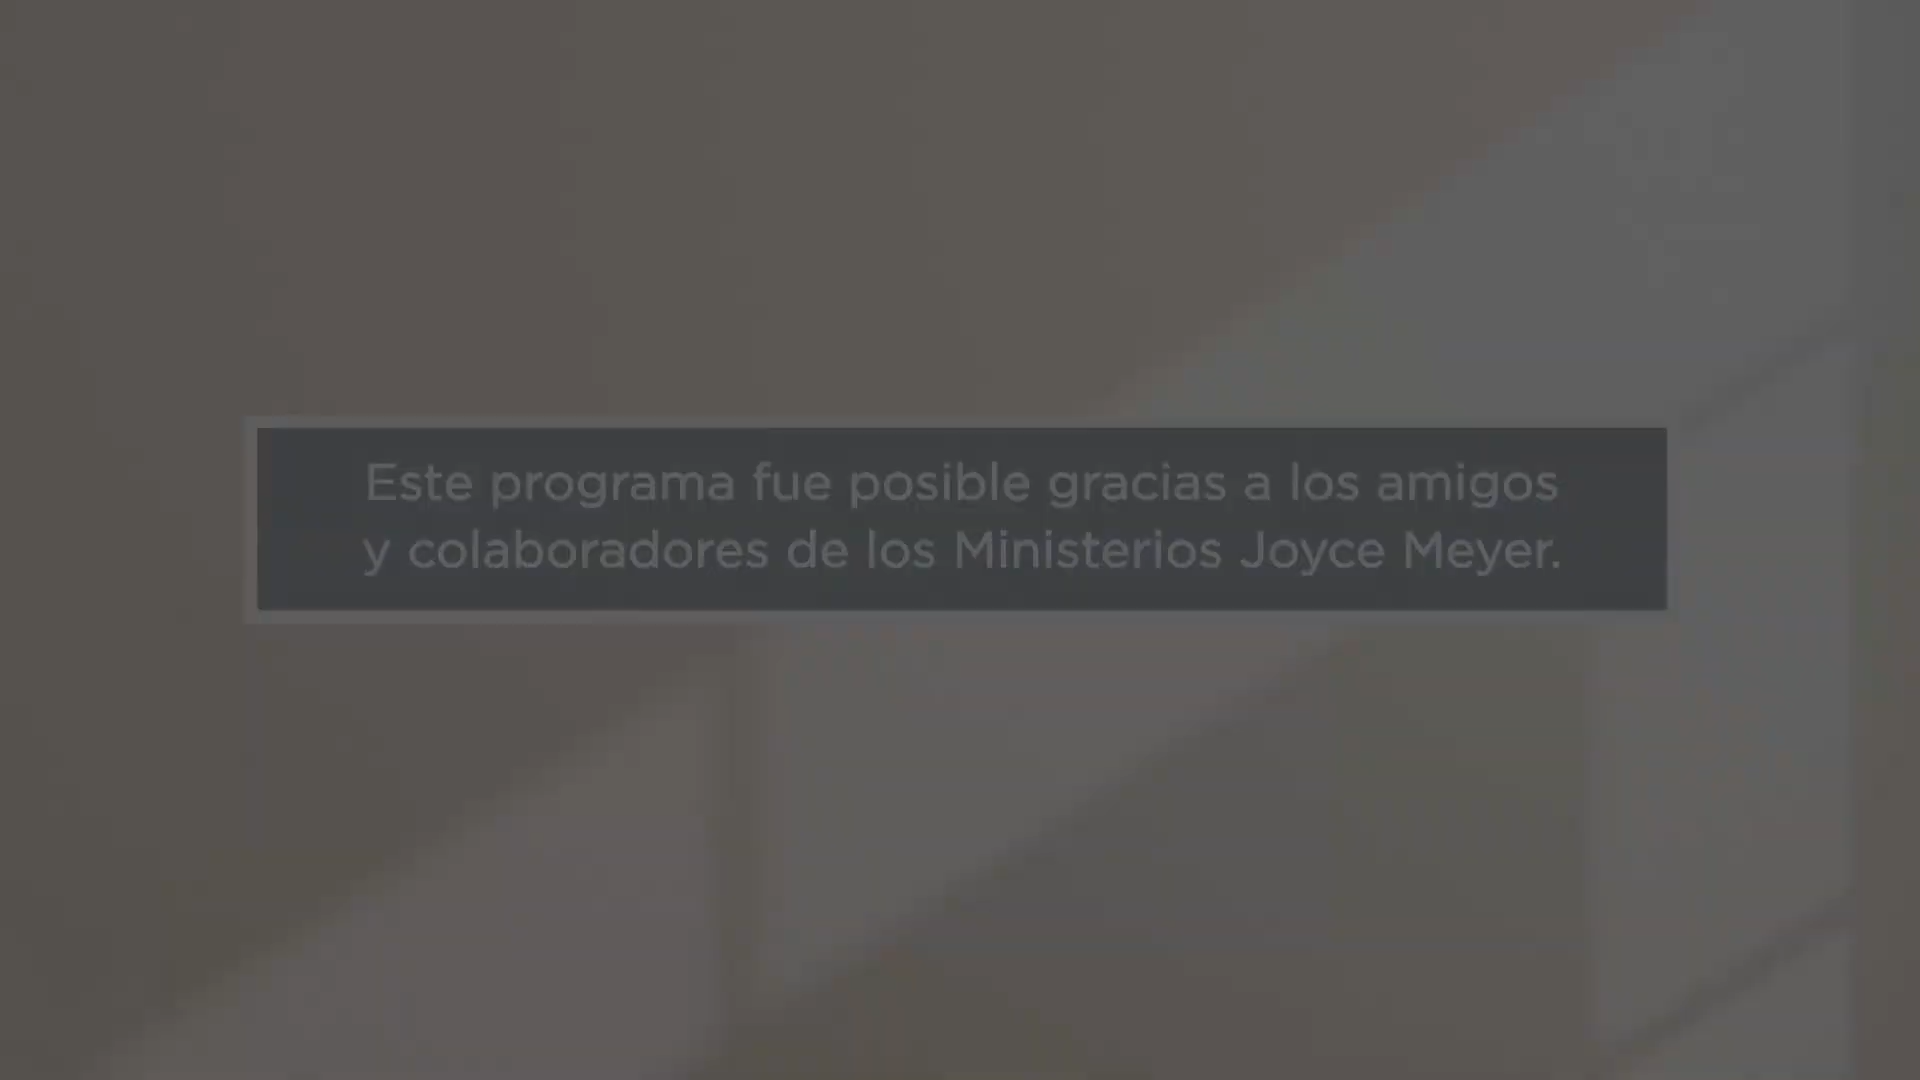 Este programa fue posible gracias a los amigos
y colaboradores de los Ministerios Joyce Meyer.